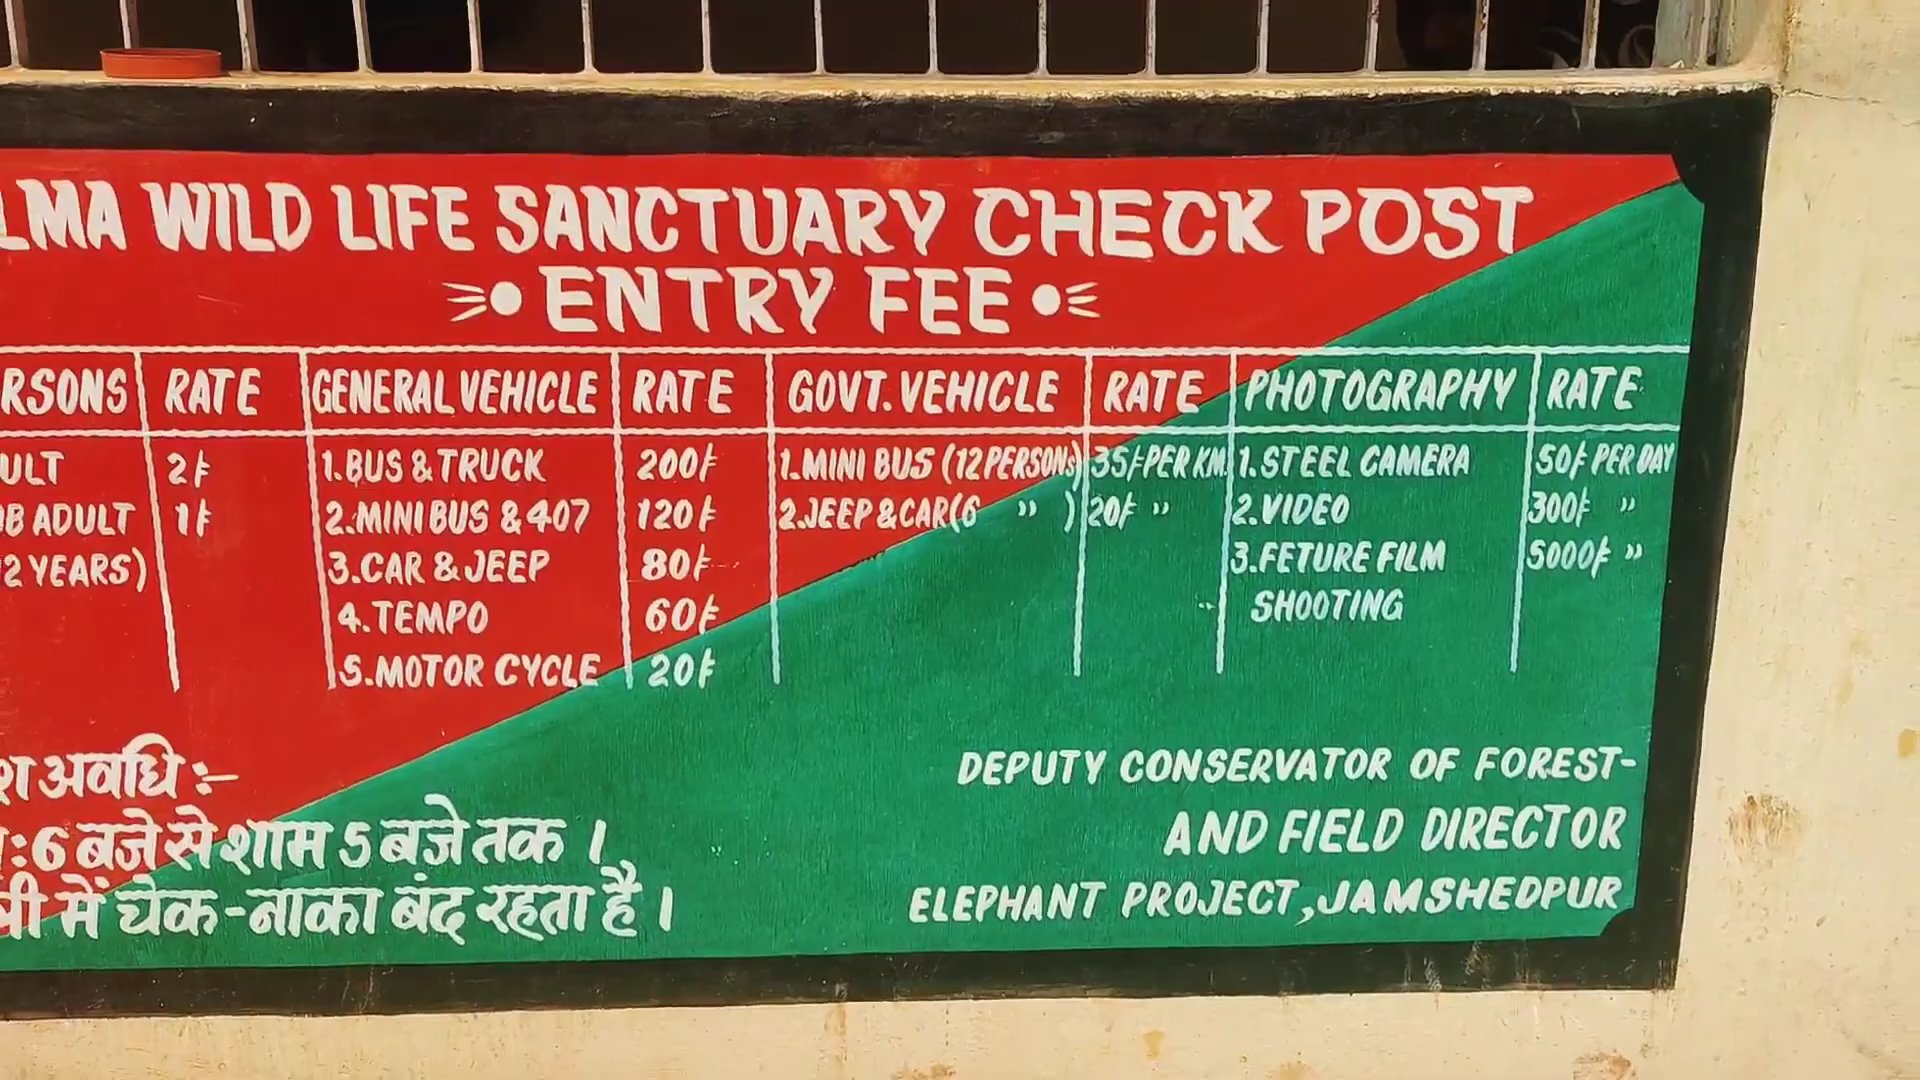 LMA WILD LIFE SANCTUARY CHECK POST
ENTRY FEE
RSONS RATE GENERAL VEHICLE RATE GOVT. VEHICLE RATE PHOTOGRAPHY RATE
ULT 2/- 1.BUS & TRUCK 200/- 1.MINI BUS (12 PERSONS) 35/- PER KM. 1.STEEL CAMERA 50/- PER DAY
B ADULT 1/- 2.MINI BUS & 407 120/- 2.JEEP & CAR (6 " ) 20/- " 2.VIDEO 300/- "
2 YEARS) 3.CAR & JEEP 80/- 3.FETURE FILM 5000/- "
4.TEMPO 60/- SHOOTING
5.MOTOR CYCLE 20/-
श अवधि :-
: 6 बजे से शाम 5 बजे तक ।
में चेक-नाका बंद रहता है ।
DEPUTY CONSERVATOR OF FOREST-
AND FIELD DIRECTOR
ELEPHANT PROJECT, JAMSHEDPUR